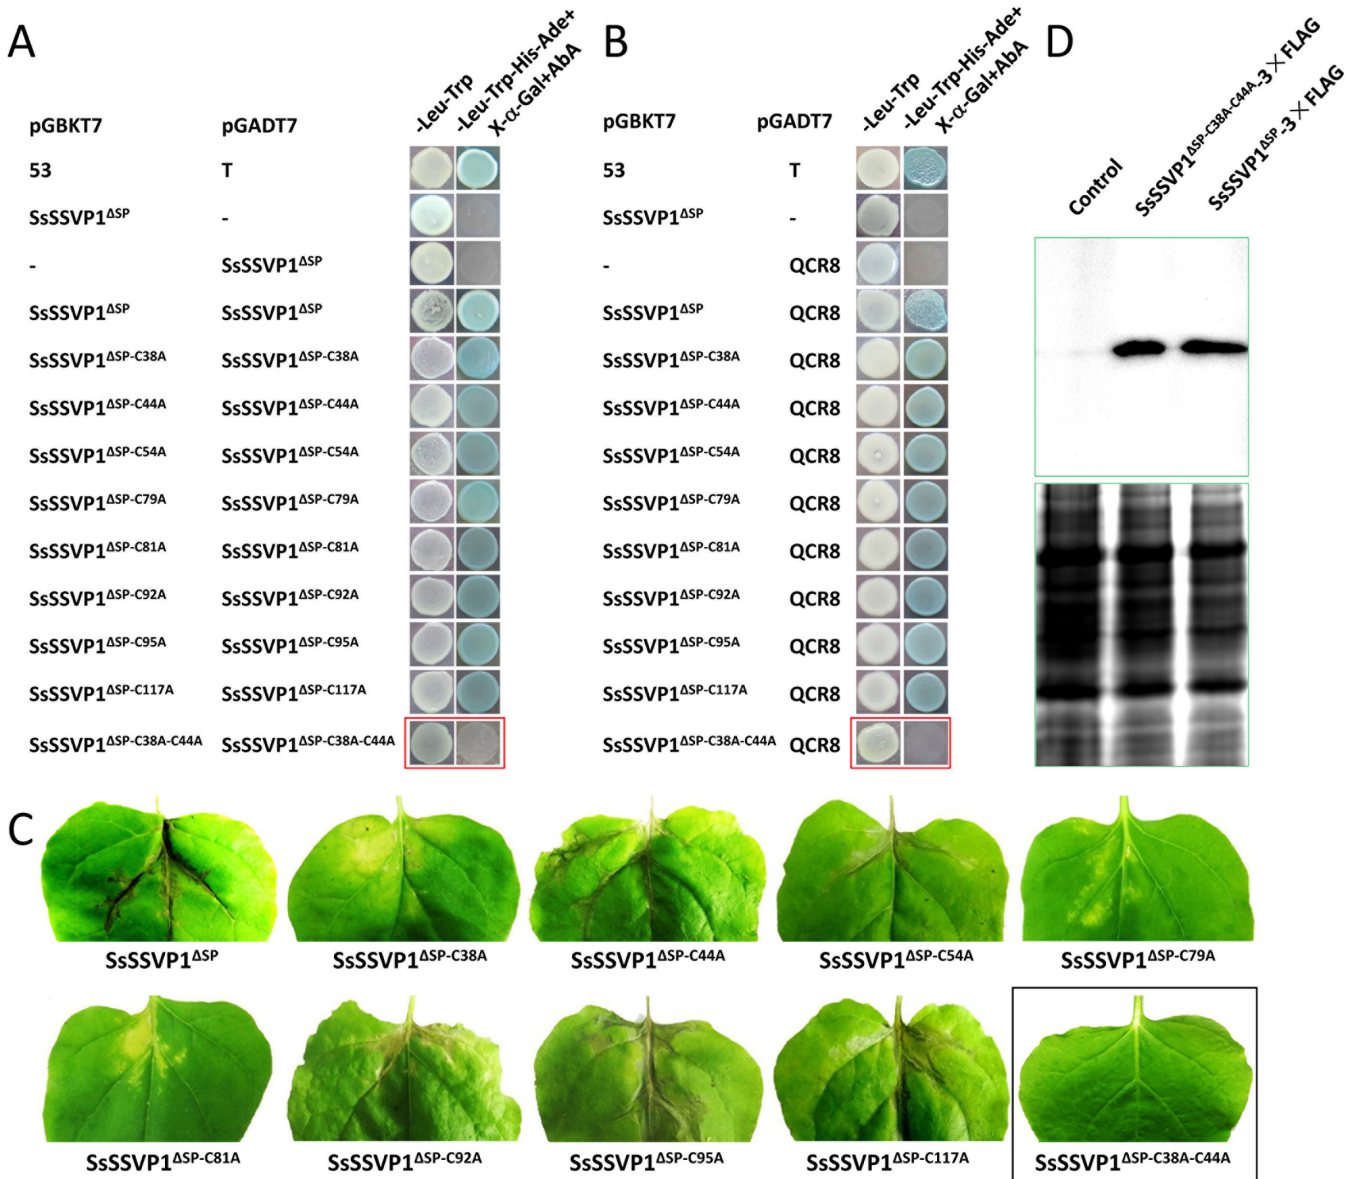 A
pGBKT7 pGADT7 -Leu-Trp -Leu-Trp-His-Ade+ X-α-Gal+AbA
53 T
SsSSVP1ΔSP -
- SsSSVP1ΔSP
SsSSVP1ΔSP SsSSVP1ΔSP
SsSSVP1ΔSP-C38A SsSSVP1ΔSP-C38A
SsSSVP1ΔSP-C44A SsSSVP1ΔSP-C44A
SsSSVP1ΔSP-C54A SsSSVP1ΔSP-C54A
SsSSVP1ΔSP-C79A SsSSVP1ΔSP-C79A
SsSSVP1ΔSP-C81A SsSSVP1ΔSP-C81A
SsSSVP1ΔSP-C92A SsSSVP1ΔSP-C92A
SsSSVP1ΔSP-C95A SsSSVP1ΔSP-C95A
SsSSVP1ΔSP-C117A SsSSVP1ΔSP-C117A
SsSSVP1ΔSP-C38A-C44A SsSSVP1ΔSP-C38A-C44A
B
pGBKT7 pGADT7 -Leu-Trp -Leu-Trp-His-Ade+ X-α-Gal+AbA
53 T
SsSSVP1ΔSP -
- QCR8
SsSSVP1ΔSP QCR8
SsSSVP1ΔSP-C38A QCR8
SsSSVP1ΔSP-C44A QCR8
SsSSVP1ΔSP-C54A QCR8
SsSSVP1ΔSP-C79A QCR8
SsSSVP1ΔSP-C81A QCR8
SsSSVP1ΔSP-C92A QCR8
SsSSVP1ΔSP-C95A QCR8
SsSSVP1ΔSP-C117A QCR8
SsSSVP1ΔSP-C38A-C44A QCR8
D
Control
SsSSVP1ΔSP-C38A-C44A-3×FLAG
SsSSVP1ΔSP-3×FLAG
C
SsSSVP1ΔSP SsSSVP1ΔSP-C38A SsSSVP1ΔSP-C44A SsSSVP1ΔSP-C54A SsSSVP1ΔSP-C79A
SsSSVP1ΔSP-C81A SsSSVP1ΔSP-C92A SsSSVP1ΔSP-C95A SsSSVP1ΔSP-C117A SsSSVP1ΔSP-C38A-C44A